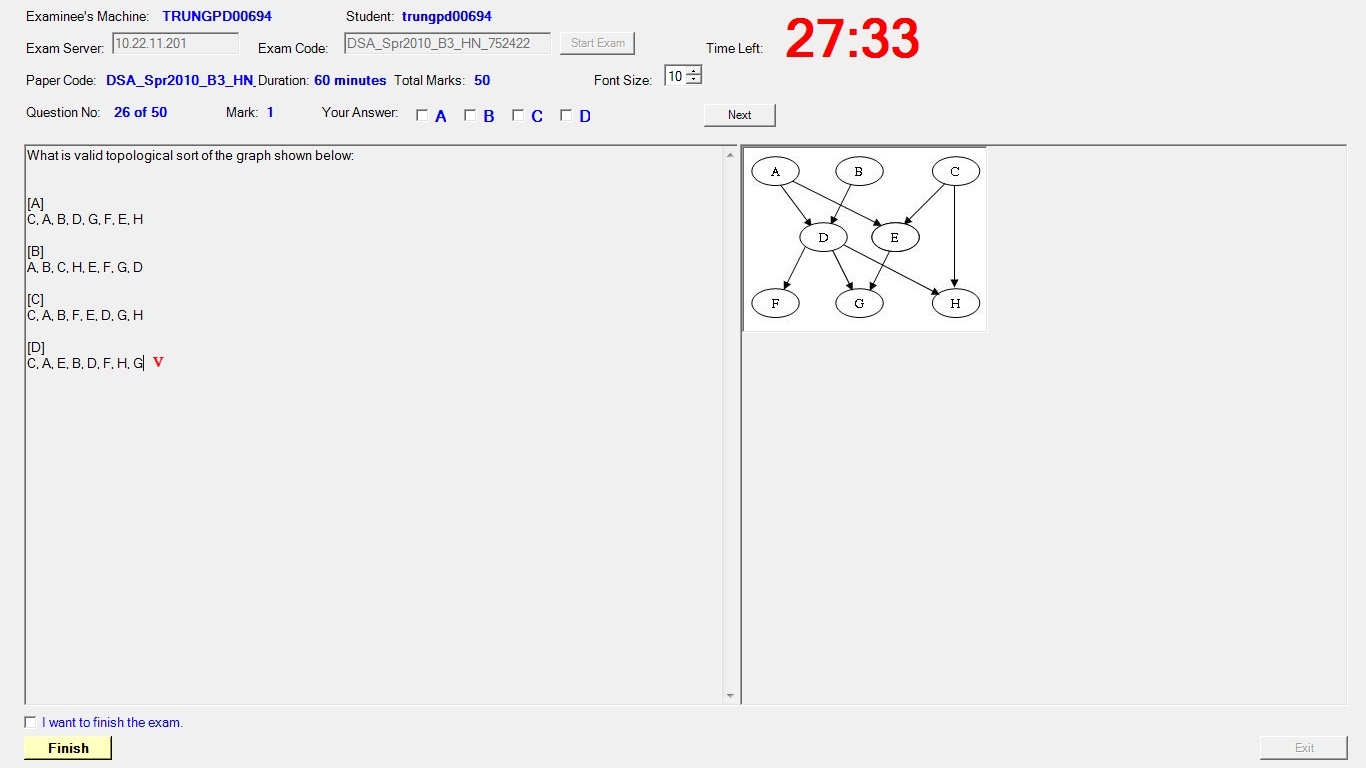 Examinee's Machine: TRUNGPD00694 Student: trungpd00694
Exam Server: 10.22.11.201 Exam Code: DSA_Spr2010_B3_HN_752422 Start Exam Time Left: 27:33
Paper Code: DSA_Spr2010_B3_HN_ Duration: 60 minutes Total Marks: 50 Font Size: 10
Question No: 26 of 50 Mark: 1 Your Answer: A B C D Next
What is valid topological sort of the graph shown below:
[A]
C, A, B, D, G, F, E, H
[B]
A, B, C, H, E, F, G, D
[C]
C, A, B, F, E, D, G, H
[D]
C, A, E, B, D, F, H, G V
A B C
D E
F G H
I want to finish the exam.
Finish Exit